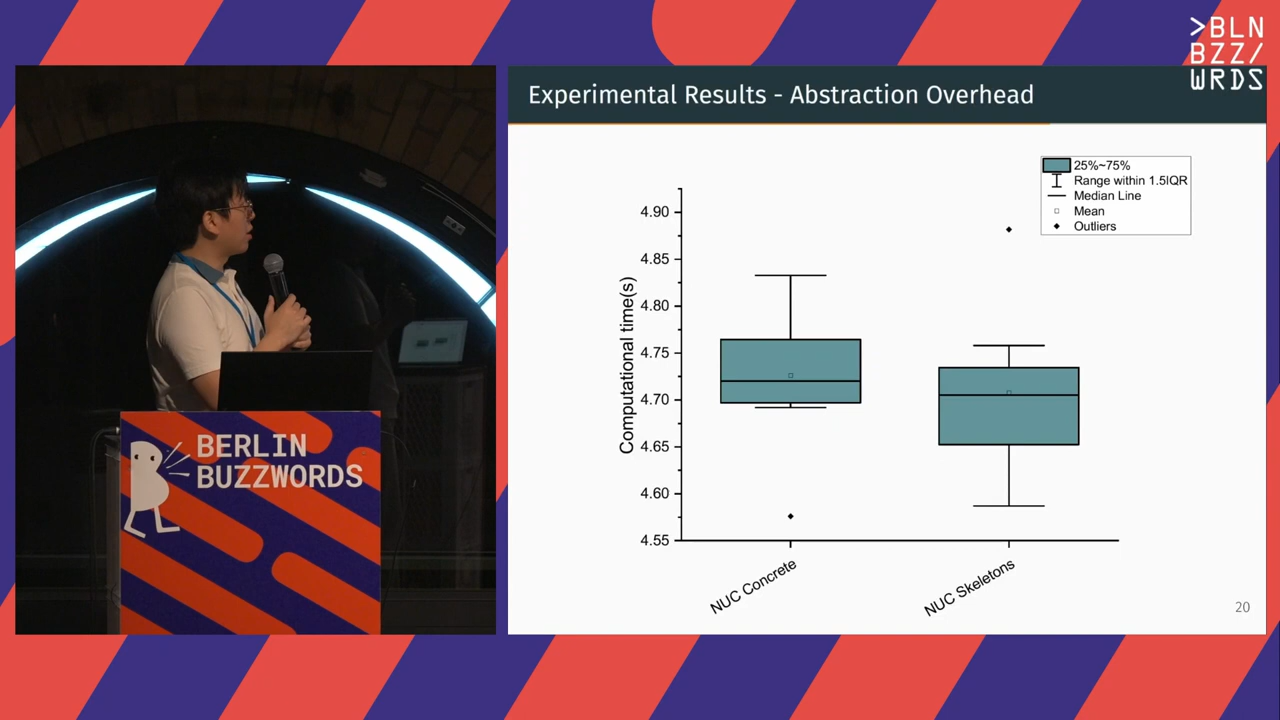 >BLN
BZZ/
WRDS
Experimental Results - Abstraction Overhead
25%~75%
Range within 1.5IQR
Median Line
Mean
Outliers
Computational time(s)
4.90
4.85
4.80
4.75
4.70
4.65
4.60
4.55
NUC Concrete
NUC Skeletons
20
BERLIN
BUZZWORDS